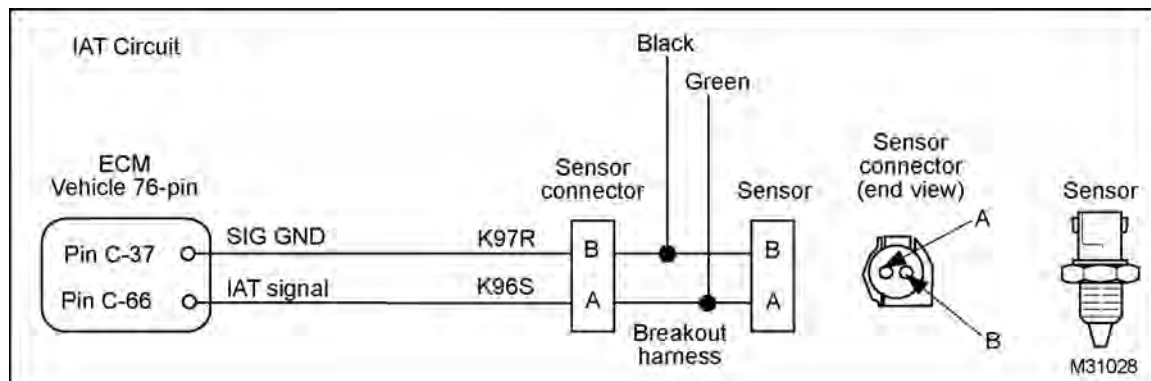 IAT Circuit
Black
Green
ECM
Vehicle 76-pin
Sensor
connector
Sensor
Sensor
connector
(end view)
Sensor
A
Pin C-37
SIG GND
K97R
B
B
Pin C-66
IAT signal
K96S
A
A
Breakout
harness
B
M31028